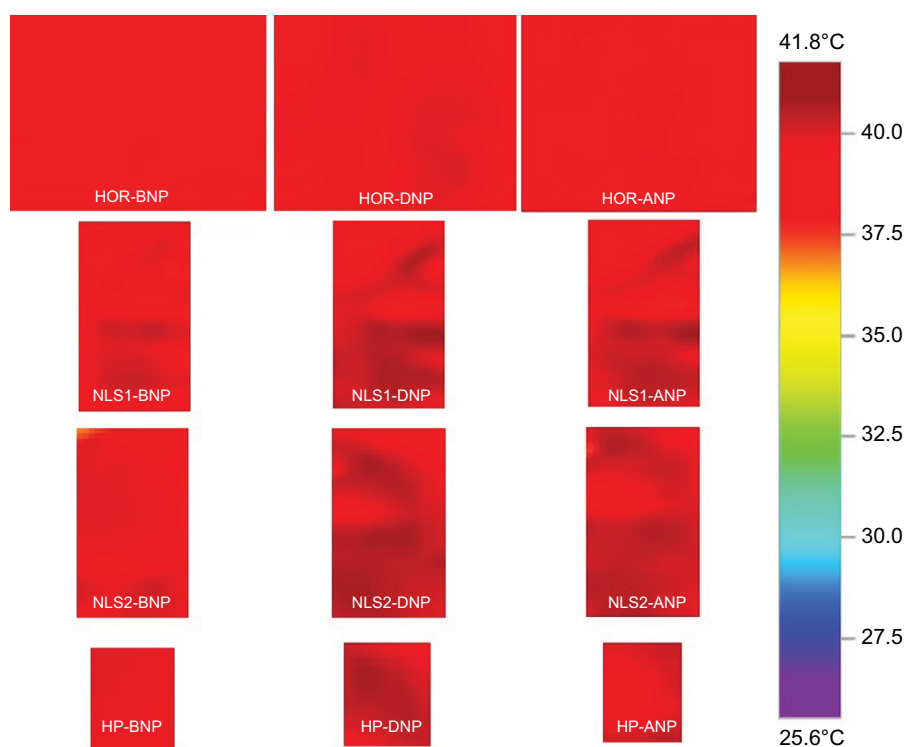 41.8°C
HOR-BNP HOR-DNP HOR-ANP
40.0
37.5
NLS1-BNP NLS1-DNP NLS1-ANP
35.0
32.5
NLS2-BNP NLS2-DNP NLS2-ANP
30.0
27.5
HP-BNP HP-DNP HP-ANP
25.6°C